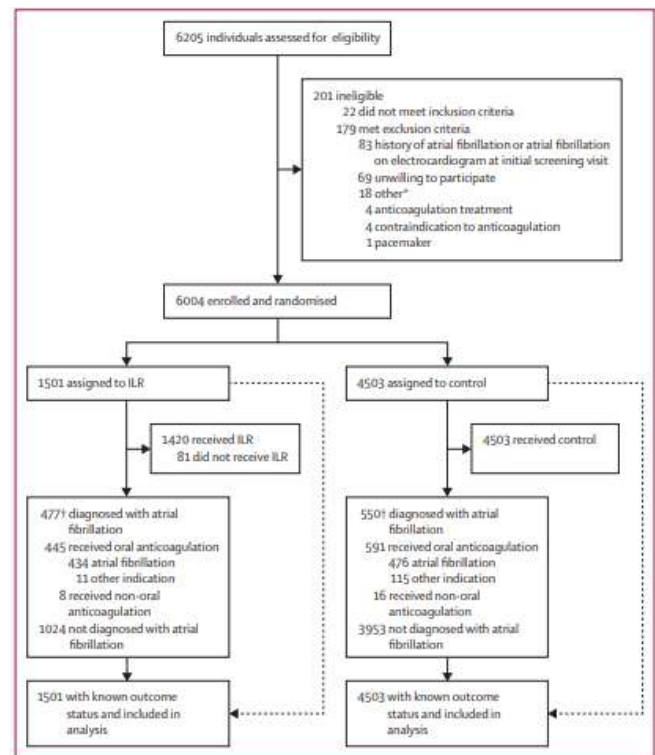 6205 individuals assessed for eligibility
201 ineligible
22 did not meet inclusion criteria
179 met exclusion criteria
83 history of atrial fibrillation or atrial fibrillation
on electrocardiogram at initial screening visit
69 unwilling to participate
18 other*
4 anticoagulation treatment
4 contraindication to anticoagulation
1 pacemaker
6004 enrolled and randomised
1501 assigned to ILR
4503 assigned to control
1420 received ILR
81 did not receive ILR
4503 received control
477† diagnosed with atrial
fibrillation
445 received oral anticoagulation
434 atrial fibrillation
11 other indication
8 received non-oral
anticoagulation
1024 not diagnosed with atrial
fibrillation
550† diagnosed with atrial
fibrillation
591 received oral anticoagulation
476 atrial fibrillation
115 other indication
16 received non-oral
anticoagulation
3953 not diagnosed with atrial
fibrillation
1501 with known outcome
status and included in
analysis
4503 with known outcome
status and included in
analysis